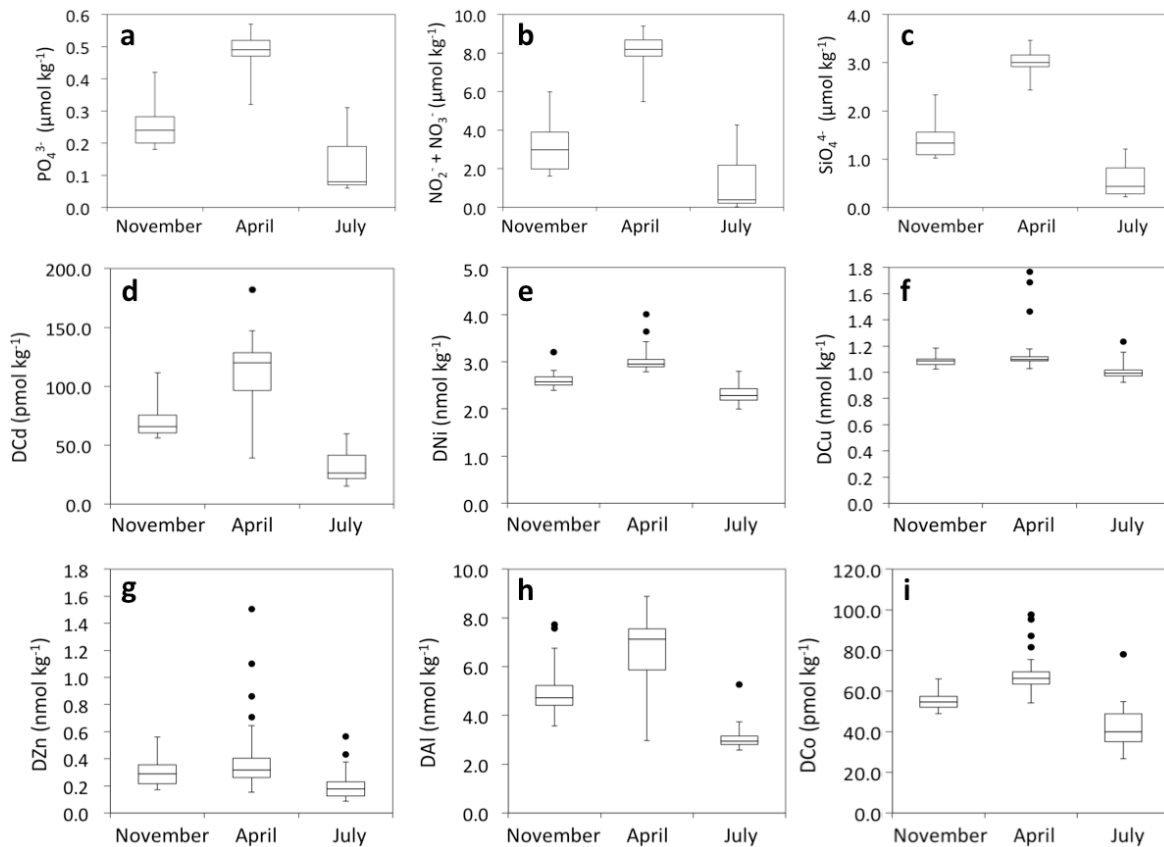 a
PO₄³⁻ (μmol kg⁻¹)
0.6
0.5
0.4
0.3
0.2
0.1
0.0
November April July
b
NO₂⁻ + NO₃⁻ (μmol kg⁻¹)
10.0
8.0
6.0
4.0
2.0
0.0
November April July
c
SiO₄⁴⁻ (μmol kg⁻¹)
4.0
3.0
2.0
1.0
0.0
November April July
d
DCd (pmol kg⁻¹)
200.0
150.0
100.0
50.0
0.0
November April July
e
DNi (nmol kg⁻¹)
5.0
4.0
3.0
2.0
1.0
0.0
November April July
f
DCu (nmol kg⁻¹)
1.8
1.6
1.4
1.2
1.0
0.8
0.6
0.4
0.2
0.0
November April July
g
DZn (nmol kg⁻¹)
1.8
1.6
1.4
1.2
1.0
0.8
0.6
0.4
0.2
0.0
November April July
h
DAl (nmol kg⁻¹)
10.0
8.0
6.0
4.0
2.0
0.0
November April July
i
DCo (pmol kg⁻¹)
120.0
100.0
80.0
60.0
40.0
20.0
0.0
November April July